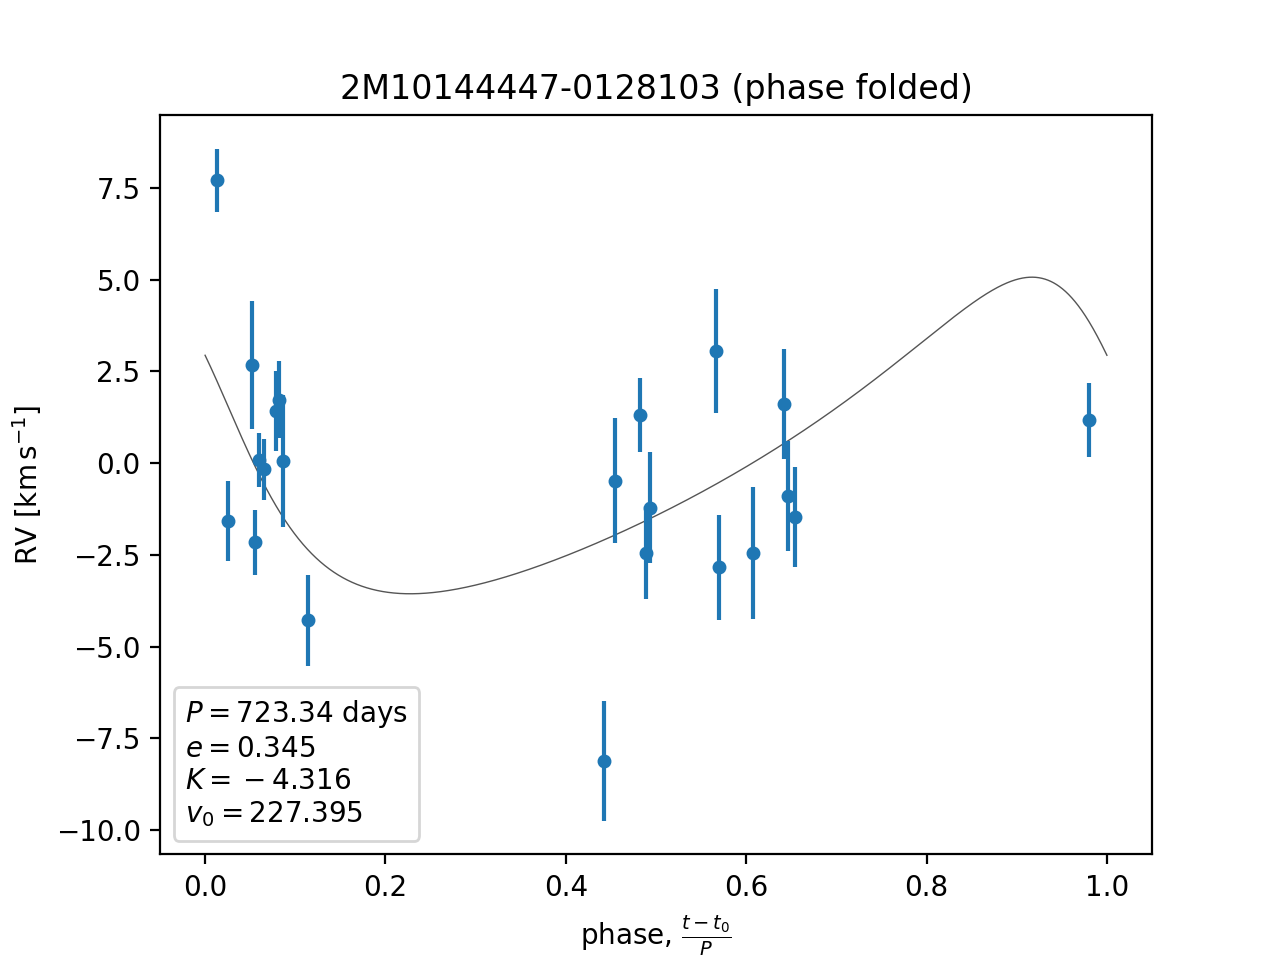 2M10144447-0128103 (phase folded)
RV [km s⁻¹]
7.5
5.0
2.5
0.0
−2.5
−5.0
−7.5
−10.0
P = 723.34 days
e = 0.345
K = −4.316
v₀ = 227.395
0.0 0.2 0.4 0.6 0.8 1.0
phase, (t − t₀)/P